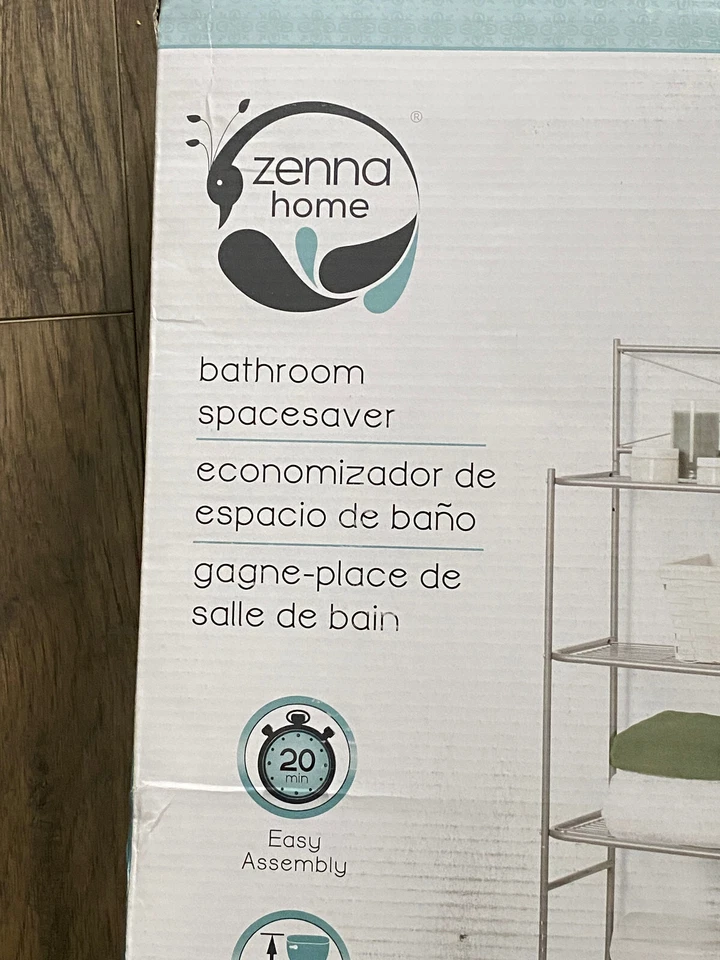 zenna
home
®
bathroom
spacesaver
economizador de
espacio de baño
gagne-place de
salle de bain
20
min
Easy
Assembly